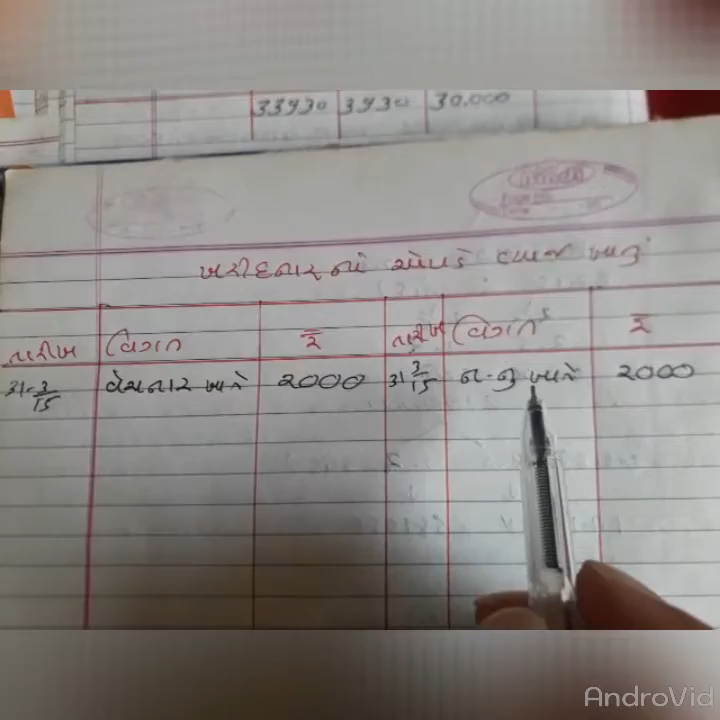 33930 3930 30,000
ખરીદનારના ચોપડે વ્યાજ ખાતું
તારીખ વિગત ₹ તારીખ વિગત ₹
31-3/15 વેચનાર ખાતે 2000 31 3/15 ન.નુ ખાતે 2000
AndroVid